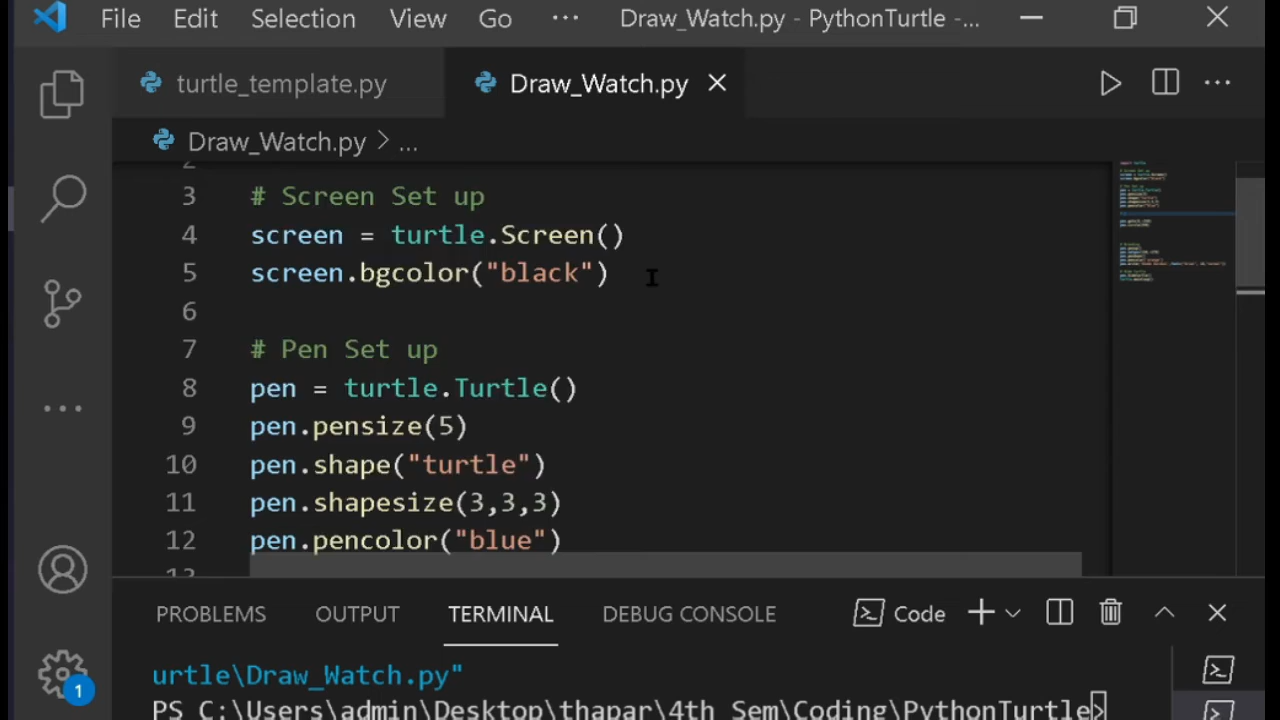 File Edit Selection View Go ... Draw_Watch.py - PythonTurtle -...
turtle_template.py Draw_Watch.py
Draw_Watch.py > ...
2
3 # Screen Set up
4 screen = turtle.Screen()
5 screen.bgcolor("black")
6
7 # Pen Set up
8 pen = turtle.Turtle()
9 pen.pensize(5)
10 pen.shape("turtle")
11 pen.shapesize(3,3,3)
12 pen.pencolor("blue")
13
PROBLEMS OUTPUT TERMINAL DEBUG CONSOLE Code
urtle\Draw_Watch.py"
1
PS C:\Users\admin\Desktop\thapar\4th Sem\Coding\PythonTurtle>